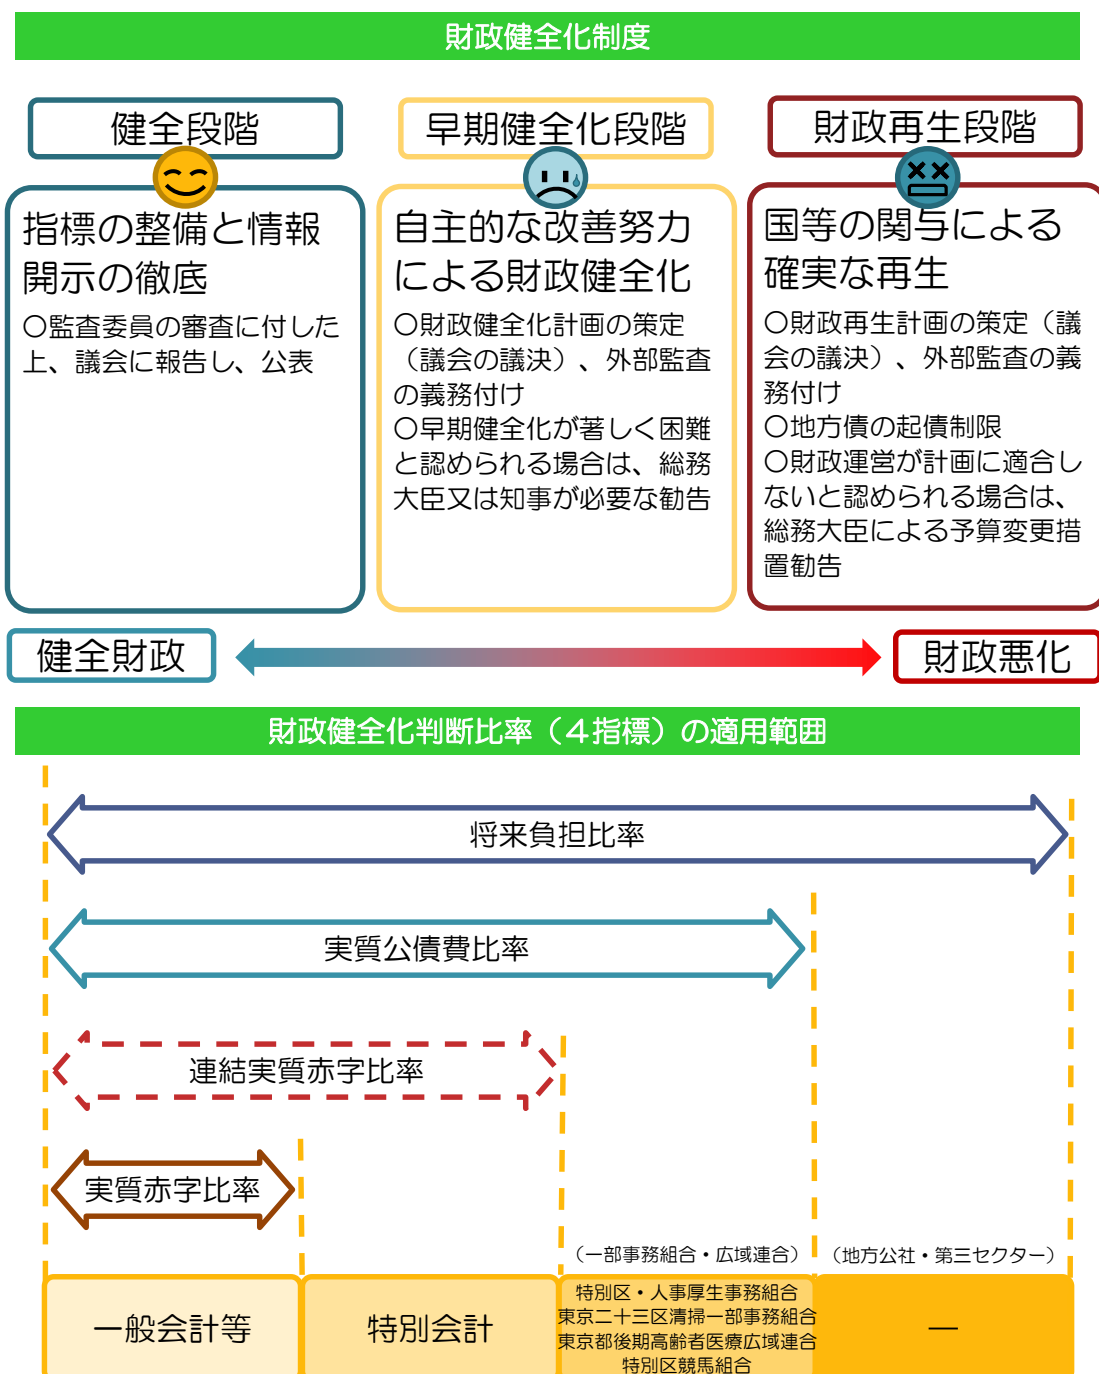 財政健全化制度
健全段階
指標の整備と情報
開示の徹底
〇監査委員の審査に付した
上、議会に報告し、公表
早期健全化段階
自主的な改善努力
による財政健全化
〇財政健全化計画の策定
（議会の議決）、外部監査
の義務付け
〇早期健全化が著しく困難
と認められる場合は、総務
大臣又は知事が必要な勧告
財政再生段階
国等の関与による
確実な再生
〇財政再生計画の策定（議
会の議決）、外部監査の義
務付け
〇地方債の起債制限
〇財政運営が計画に適合し
ないと認められる場合は、
総務大臣による予算変更措
置勧告
健全財政
財政悪化
財政健全化判断比率（４指標）の適用範囲
将来負担比率
実質公債費比率
連結実質赤字比率
実質赤字比率
（一部事務組合・広域連合）
（地方公社・第三セクター）
一般会計等
特別会計
特別区・人事厚生事務組合
東京二十三区清掃一部事務組合
東京都後期高齢者医療広域連合
特別区競馬組合
―